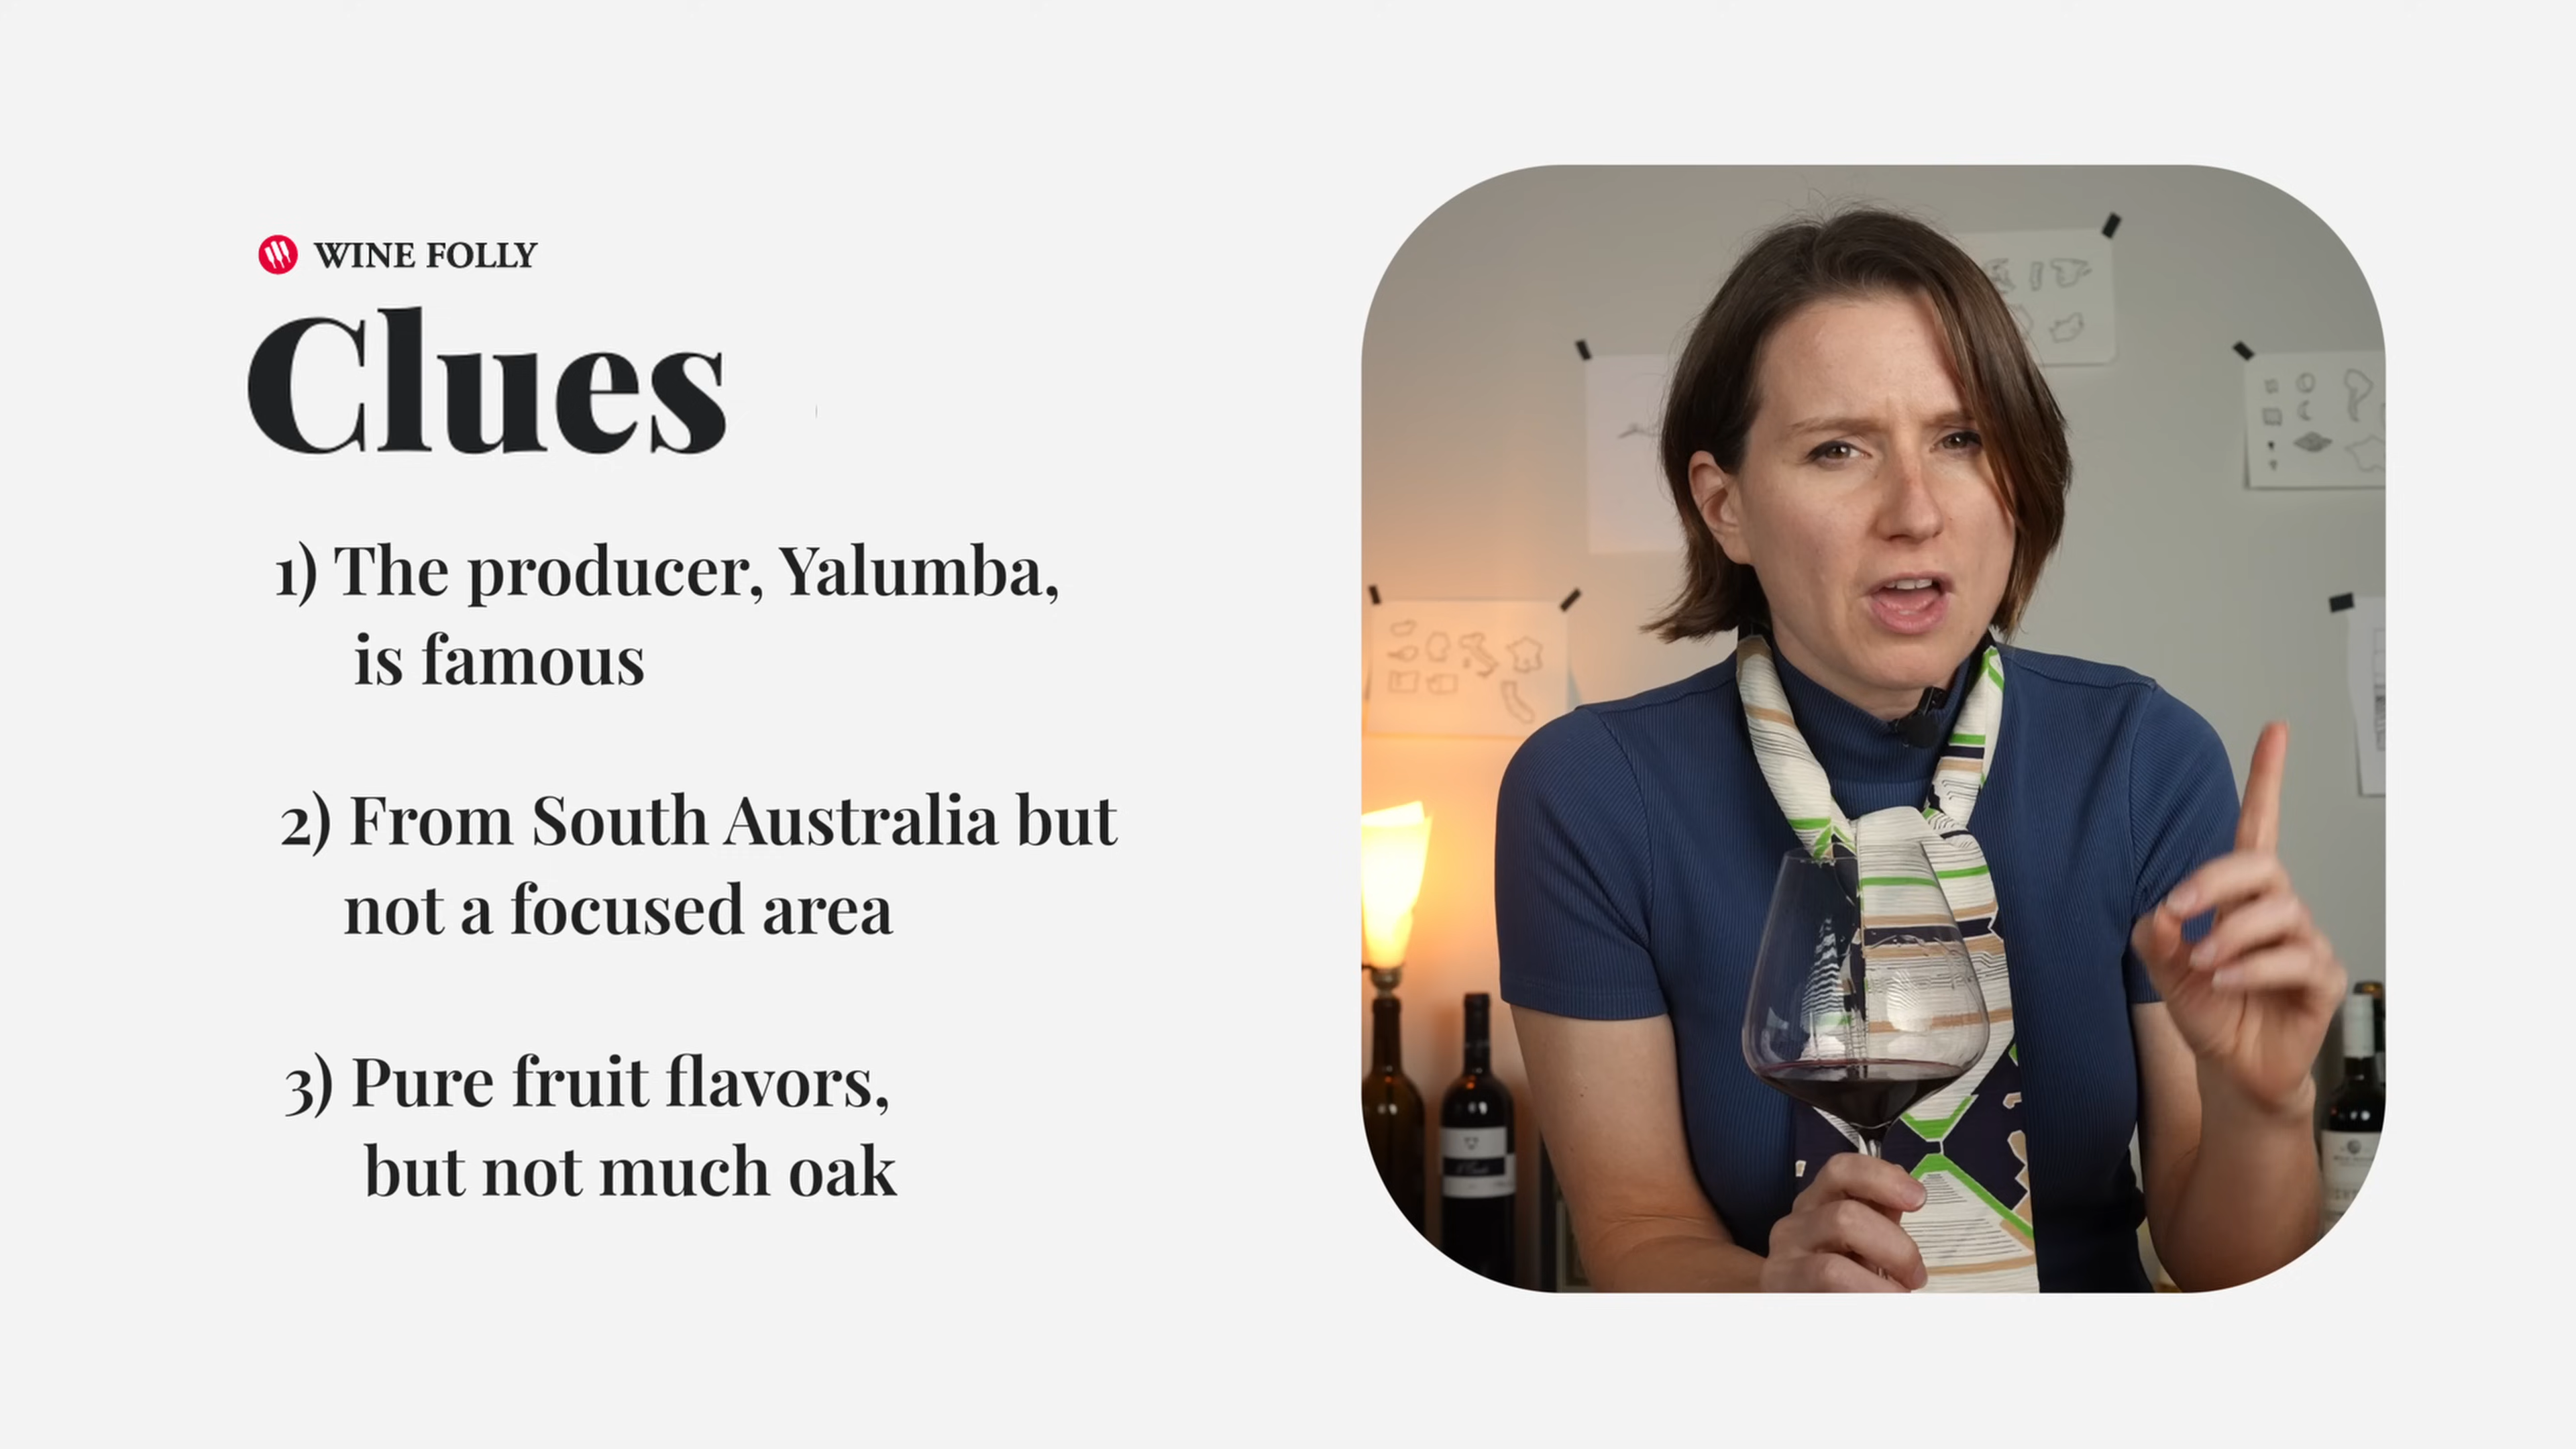 WINE FOLLY
Clues
1) The producer, Yalumba,
is famous
2) From South Australia but
not a focused area
3) Pure fruit flavors,
but not much oak